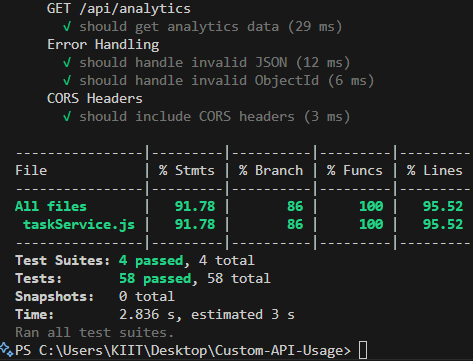 GET /api/analytics
√ should get analytics data (29 ms)
Error Handling
√ should handle invalid JSON (12 ms)
√ should handle invalid ObjectId (6 ms)
CORS Headers
√ should include CORS headers (3 ms)
----------------|---------|----------|---------|---------
File | % Stmts | % Branch | % Funcs | % Lines
----------------|---------|----------|---------|---------
All files | 91.78 | 86 | 100 | 95.52
taskService.js | 91.78 | 86 | 100 | 95.52
----------------|---------|----------|---------|---------
Test Suites: 4 passed, 4 total
Tests: 58 passed, 58 total
Snapshots: 0 total
Time: 2.836 s, estimated 3 s
Ran all test suites.
PS C:\Users\KIIT\Desktop\Custom-API-Usage>